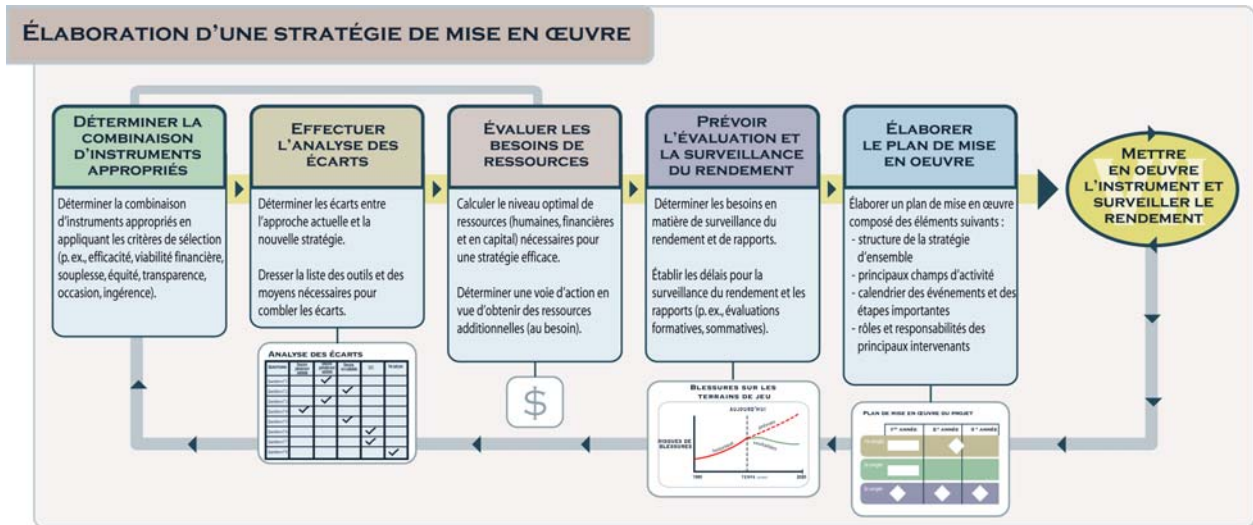 ÉLABORATION D'UNE STRATÉGIE DE MISE EN ŒUVRE
DÉTERMINER LA
COMBINAISON
D'INSTRUMENTS
APPROPRIÉS
Déterminer la combinaison
d'instruments appropriés en
appliquant les critères de sélection
(p. ex., efficacité, viabilité financière,
souplesse, équité, transparence,
occasion, ingérence).
EFFECTUER
L'ANALYSE DES
ÉCARTS
Déterminer les écarts entre
l'approche actuelle et la
nouvelle stratégie.
Dresser la liste des outils et des
moyens nécessaires pour
combler les écarts.
ANALYSE DES ÉCARTS
ÉVALUER LES
BESOINS DE
RESSOURCES
Calculer le niveau optimal de
ressources (humaines, financières
et en capital) nécessaires pour
une stratégie efficace.
Déterminer une voie d'action en
vue d'obtenir des ressources
additionnelles (au besoin).
$
PRÉVOIR
L'ÉVALUATION ET
LA SURVEILLANCE
DU RENDEMENT
Déterminer les besoins en
matière de surveillance du
rendement et de rapports.
Établir les délais pour la
surveillance du rendement et les
rapports (p. ex., évaluations
formatives, sommatives).
BLESSURES SUR LES
TERRAINS DE JEU
AUJOURD'HUI
RISQUES DE
BLESSURES
TEMPS
ÉLABORER
LE PLAN DE MISE
EN OEUVRE
Élaborer un plan de mise en œuvre
composé des éléments suivants :
- structure de la stratégie
d'ensemble
- principaux champs d'activité
- calendrier des événements et des
étapes importantes
- rôles et responsabilités des
principaux intervenants
PLAN DE MISE EN ŒUVRE DU PROJET
1re ANNÉE 2e ANNÉE 3e ANNÉE
VI
METTRE
EN OEUVRE
L'INSTRUMENT ET
SURVEILLER LE
RENDEMENT